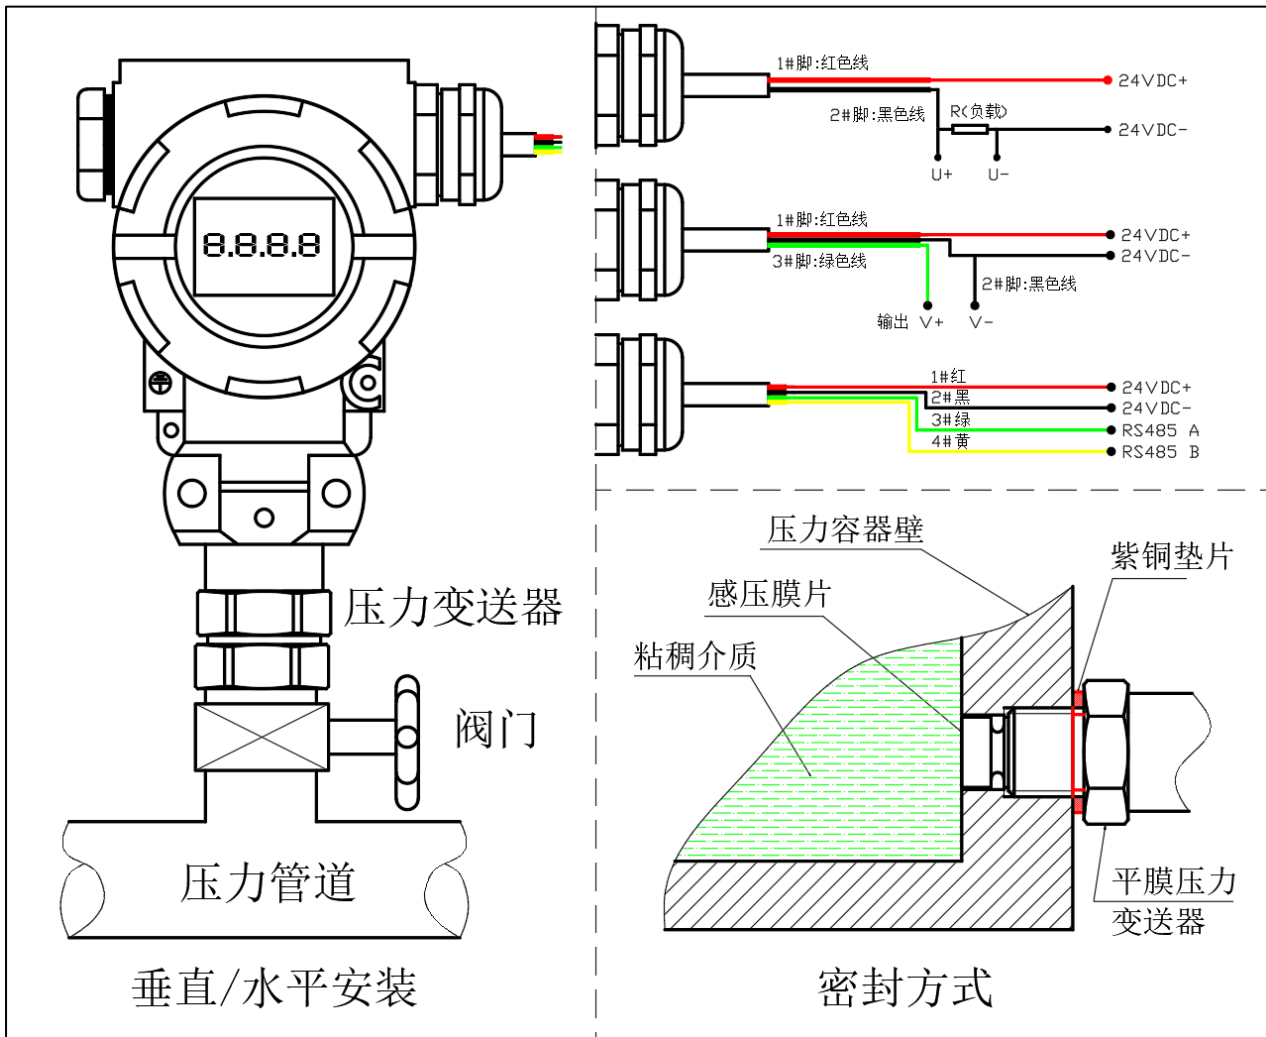 8.8.8.8
压力变送器
阀门
压力管道
垂直/水平安装
1#脚:红色线
24VDC+
2#脚:黑色线
R(负载)
24VDC-
U+
U-
1#脚:红色线
24VDC+
24VDC-
3#脚:绿色线
2#脚:黑色线
输出 V+
V-
1#红
24VDC+
2#黑
24VDC-
3#绿
RS485 A
4#黄
RS485 B
压力容器壁
紫铜垫片
感压膜片
粘稠介质
平膜压力
变送器
密封方式